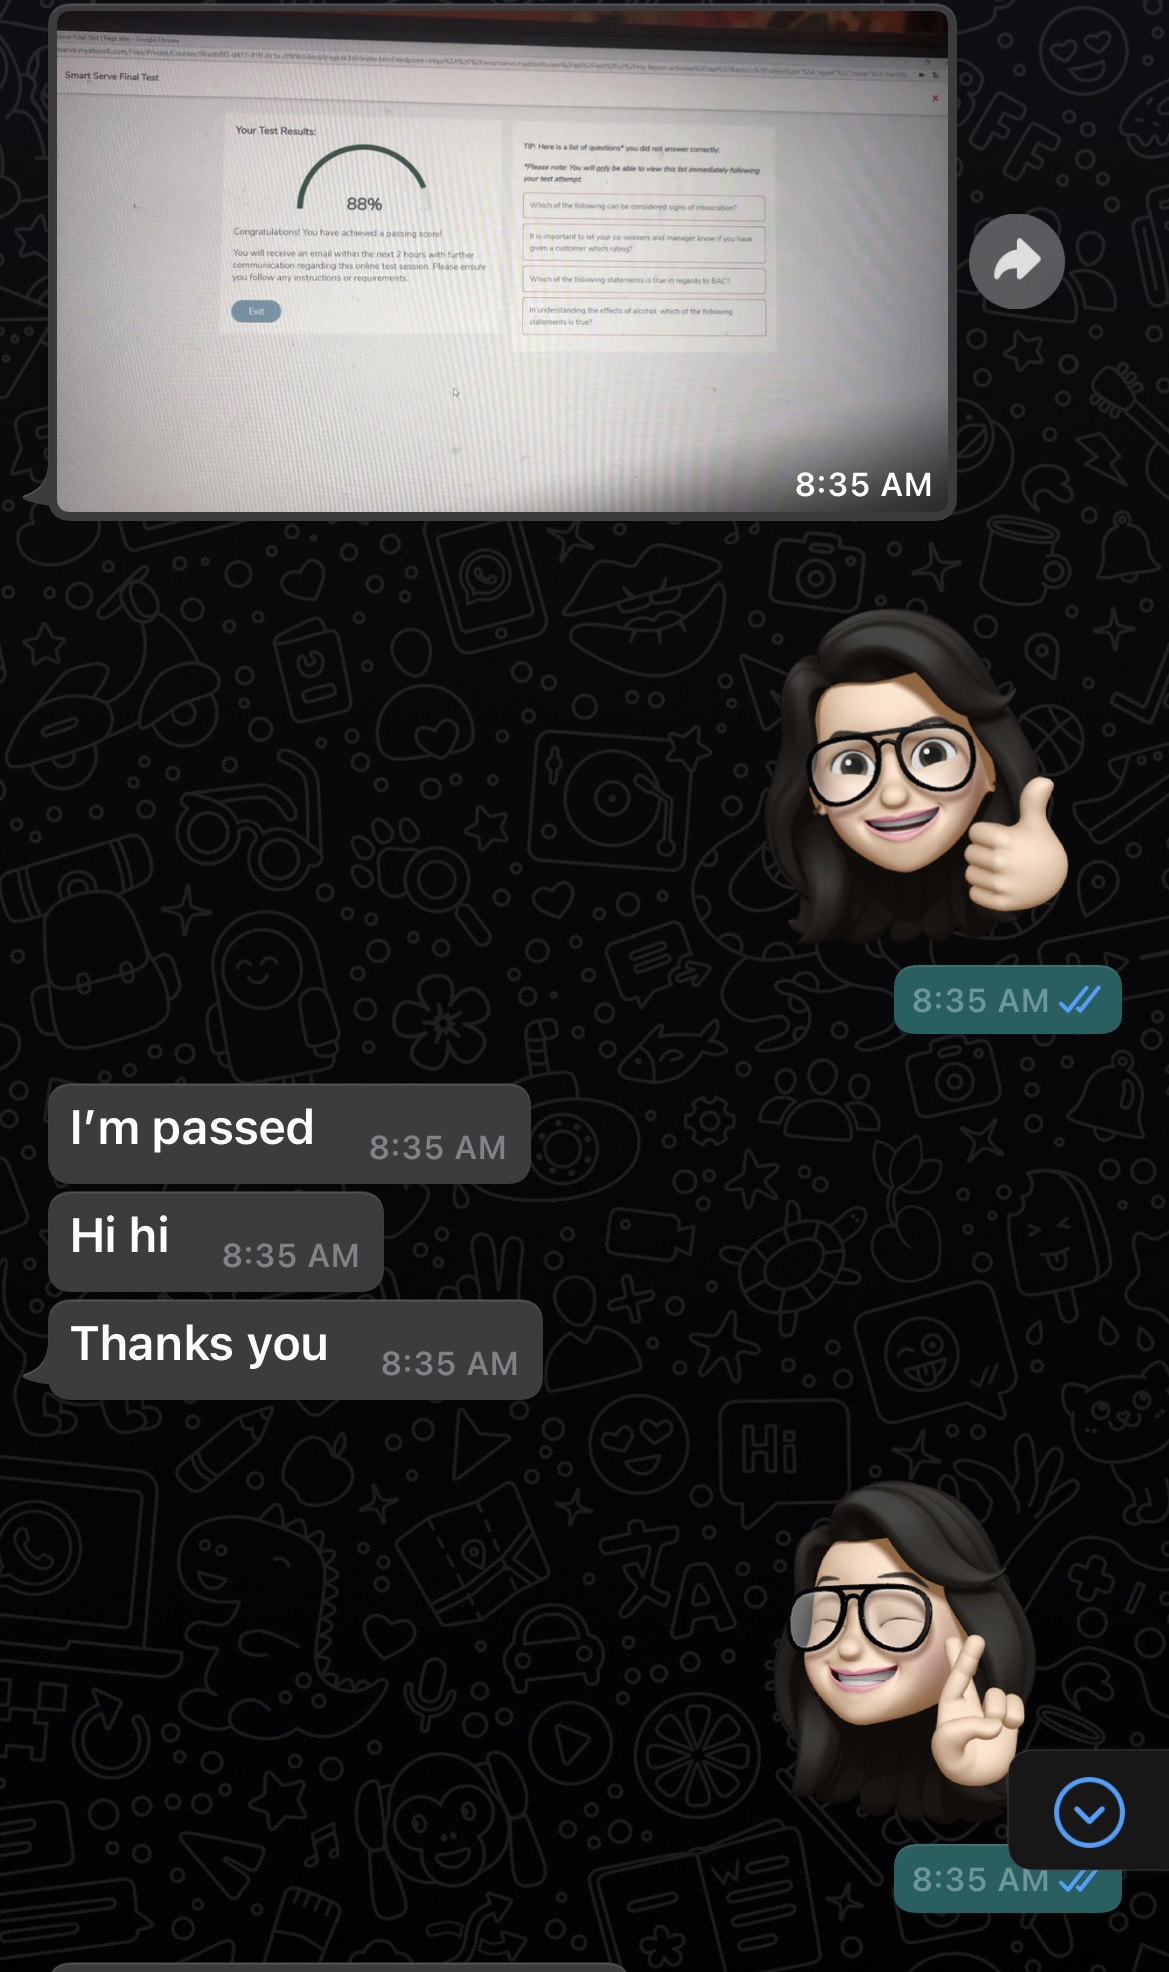 Smart Serve Final Test
Your Test Results:
88%
Congratulations! You have achieved a passing score!
You will receive an email within the next 2 hours with further
communication regarding this online test session. Please ensure
you follow any instructions or requirements.
Exit
TIP: Here is a list of questions* you did not answer correctly:
*Please note: You will only be able to view this list immediately following
your test attempt.
Which of the following can be considered signs of intoxication?
It is important to let your co-workers and manager know if you have
given a customer which rating?
Which of the following statements is true in regards to BAC?
In understanding the effects of alcohol, which of the following
statements is true?
8:35 AM
8:35 AM
I’m passed 8:35 AM
Hi hi 8:35 AM
Thanks you 8:35 AM
Hi
8:35 AM